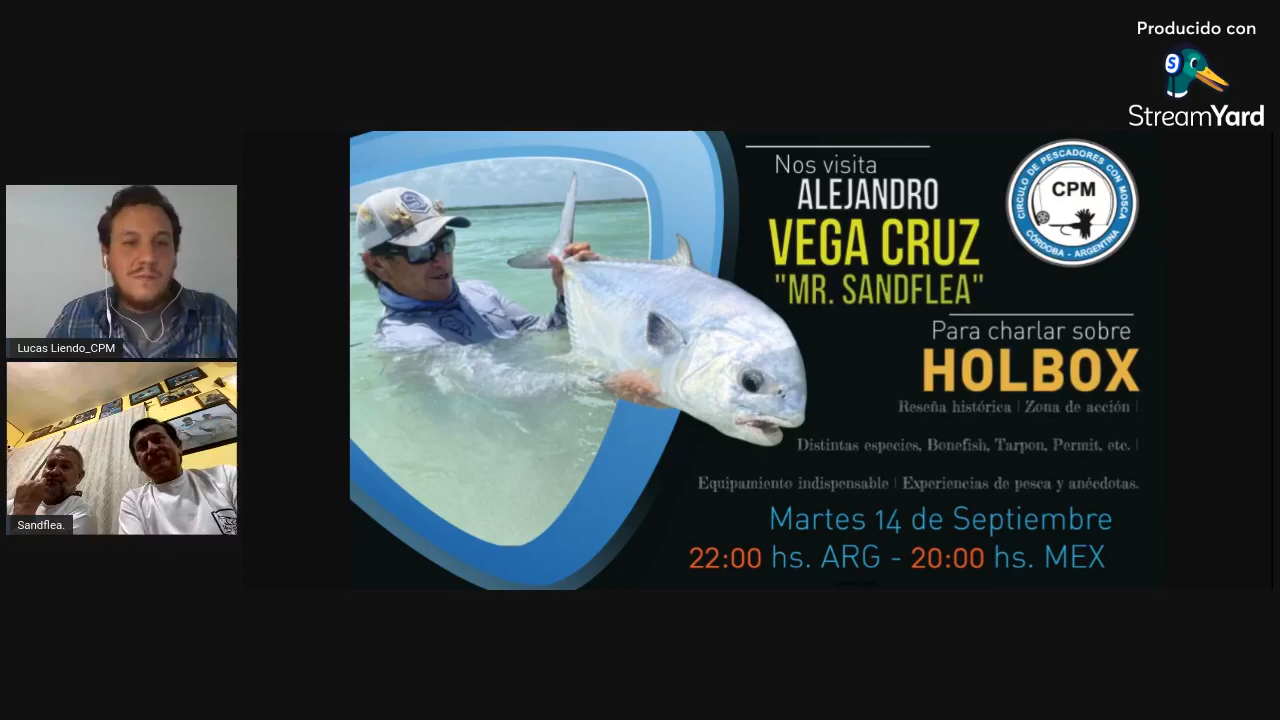 Producido con
StreamYard
Nos visita
ALEJANDRO
VEGA CRUZ
"MR. SANDFLEA"
CIRCULO DE PESCADORES CON MOSCA
CPM
CÓRDOBA - ARGENTINA
Para charlar sobre
HOLBOX
Reseña histórica | Zona de acción |
Distintas especies, Bonefish, Tarpon, Permit, etc. |
Equipamiento indispensable | Experiencias de pesca y anécdotas.
Martes 14 de Septiembre
22:00 hs. ARG - 20:00 hs. MEX
Lucas Liendo_CPM
Sandflea.